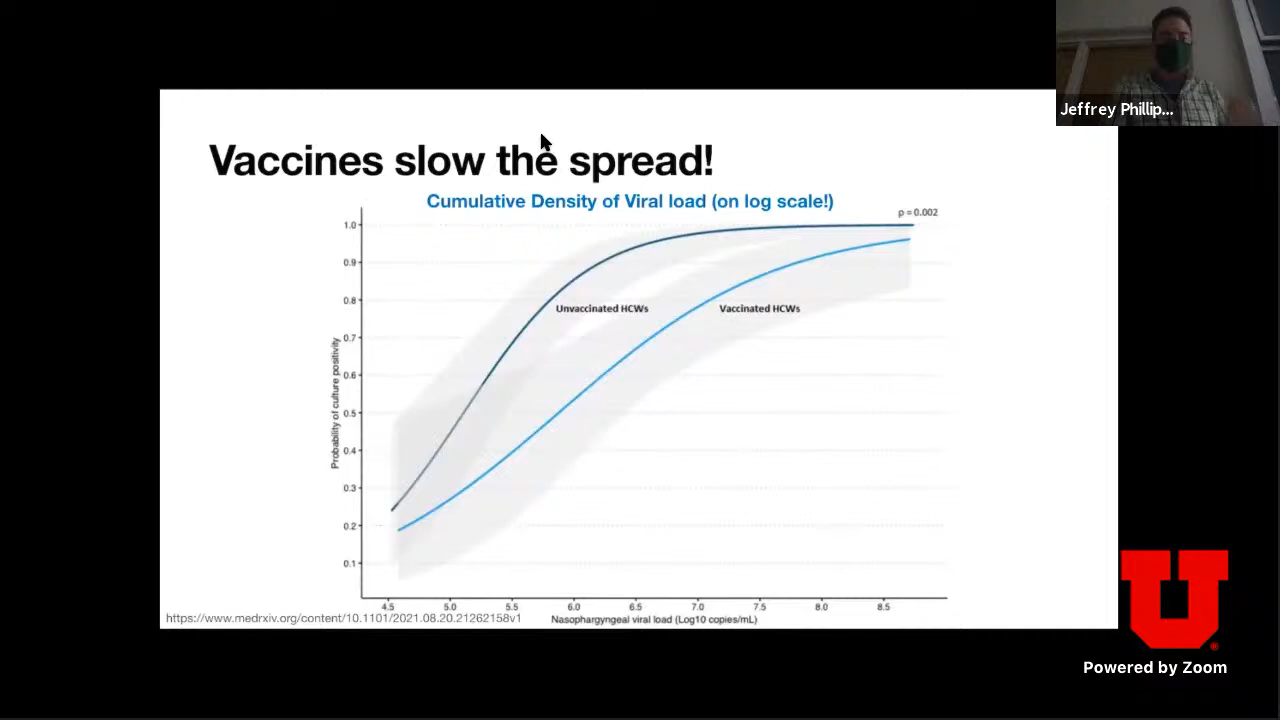 Jeffrey Phillip...
Vaccines slow the spread!
Cumulative Density of Viral load (on log scale!)
p = 0.002
1.0
0.9
0.8
0.7
0.6
0.5
0.4
0.3
0.2
0.1
Probability of culture positivity
Unvaccinated HCWs
Vaccinated HCWs
4.5 5.0 5.5 6.0 6.5 7.0 7.5 8.0 8.5
Nasophargyngeal viral load (Log10 copies/mL)
https://www.medrxiv.org/content/10.1101/2021.08.20.21262158v1
U
Powered by Zoom